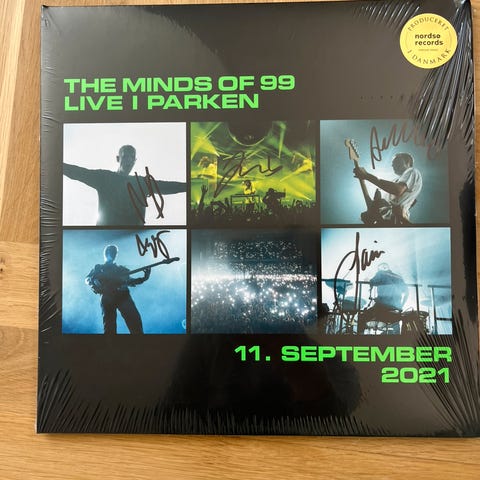 PRODUCERET
nordsø
records
I DANMARK
THE MINDS OF 99
LIVE I PARKEN
11. SEPTEMBER
2021